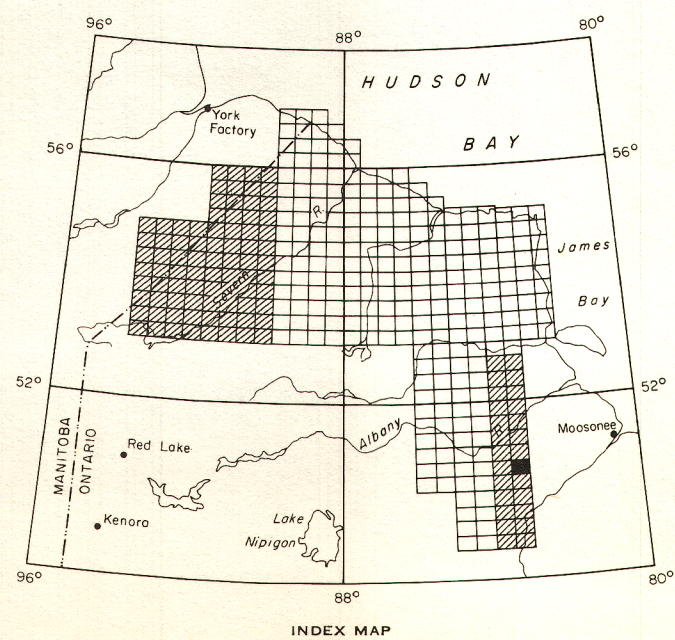 96°
88°
80°
HUDSON
BAY
York
Factory
56°
56°
R.
Severn
James
Bay
52°
52°
MANITOBA
ONTARIO
Red Lake
Albany
R.
Moosonee
Kenora
Lake
Nipigon
96°
88°
80°
INDEX MAP